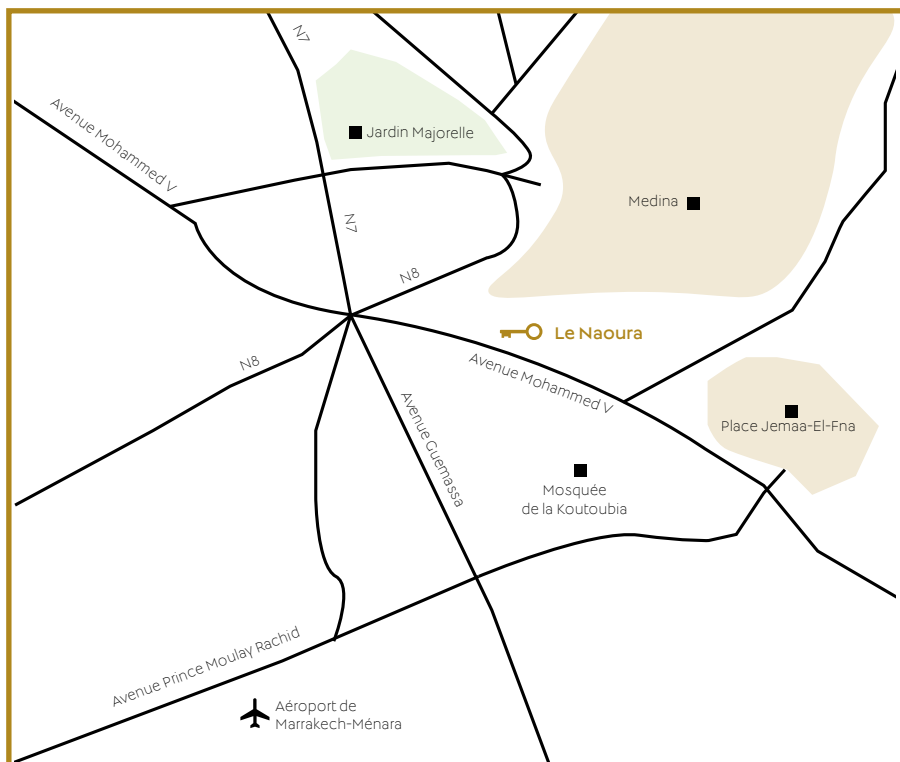 N7
Avenue Mohammed V
Jardin Majorelle
Medina
N7
N8
Le Naoura
N8
Avenue Mohammed V
Avenue Guemassa
Place Jemaa-El-Fna
Mosquée
de la Koutoubia
Avenue Prince Moulay Rachid
Aéroport de
Marrakech-Ménara